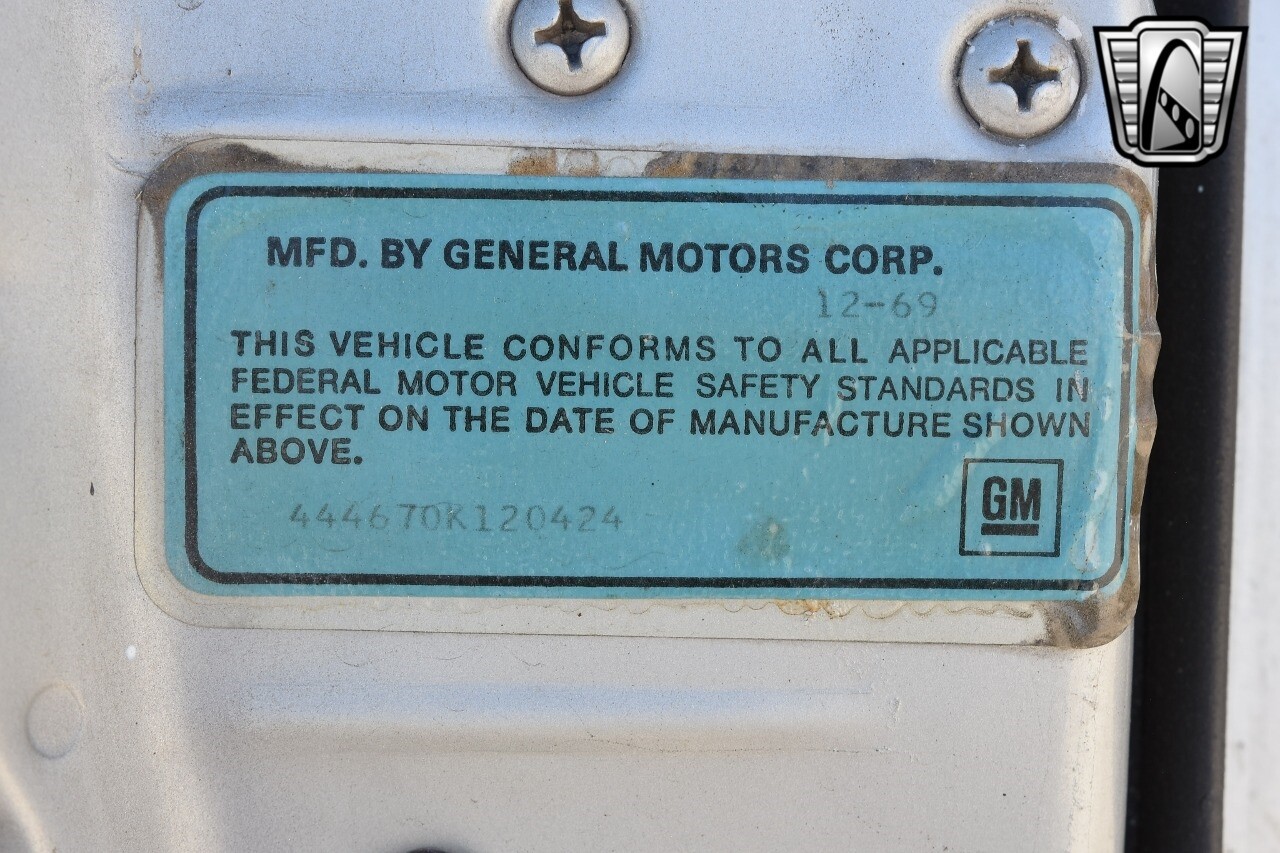 MFD. BY GENERAL MOTORS CORP.
12-69
THIS VEHICLE CONFORMS TO ALL APPLICABLE
FEDERAL MOTOR VEHICLE SAFETY STANDARDS IN
EFFECT ON THE DATE OF MANUFACTURE SHOWN
ABOVE.
444670K120424
GM